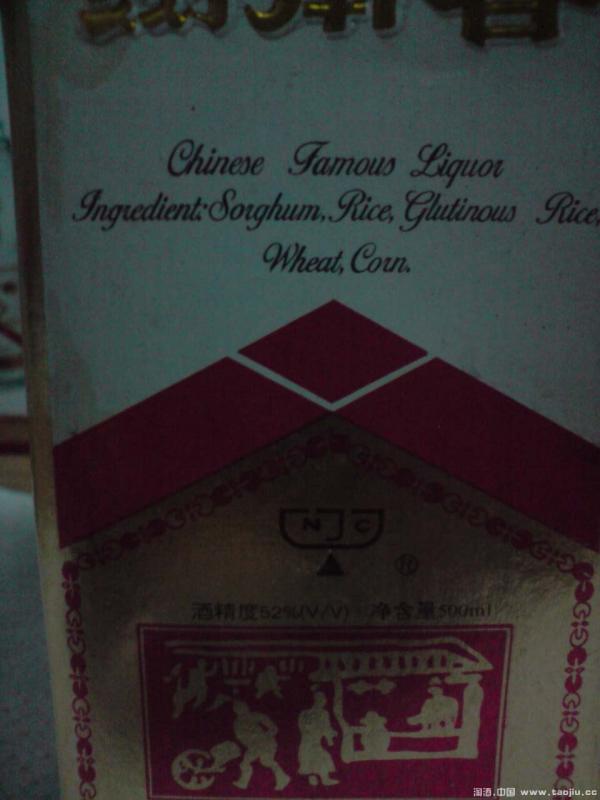 Chinese Famous Liquor
Ingredient:Sorghum,Rice,Glutinous Rice,
Wheat,Corn.
NJC
®
酒精度52%(V/V) 净含量500ml
淘酒.中国 www.taojiu.cc